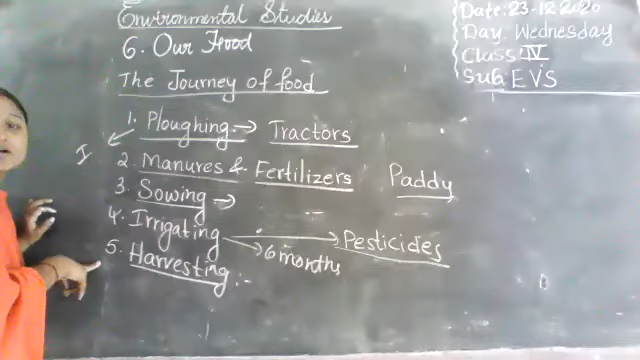 Environmental Studies
6. Our Food
The Journey of food
1. Ploughing → Tractors
I
2. Manures & Fertilizers
Paddy
3. Sowing →
4. Irrigating → Pesticides
→ 6 months
5. Harvesting :-
Date: 23-12-2020
Day: Wednesday
Class IV
Sub: EVS